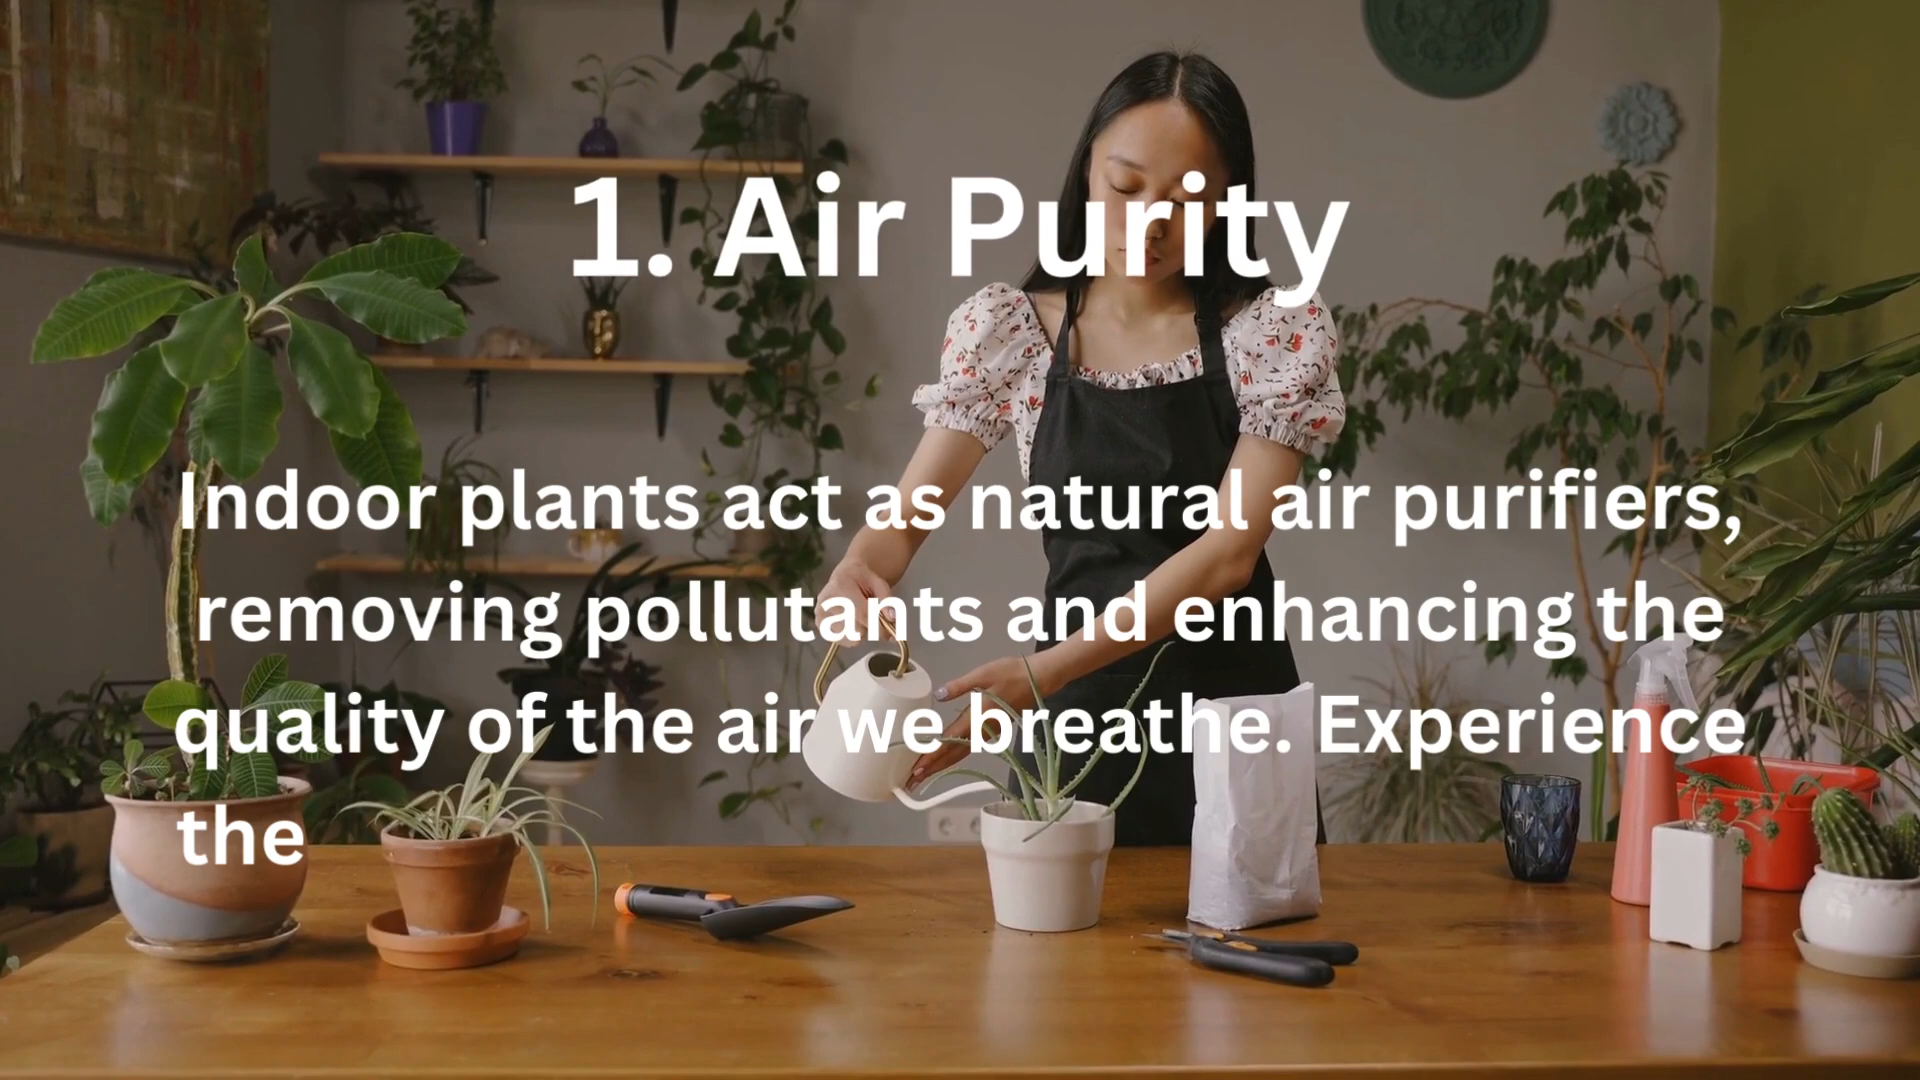 1. Air Purity
Indoor plants act as natural air purifiers,
removing pollutants and enhancing the
quality of the air we breathe. Experience
the